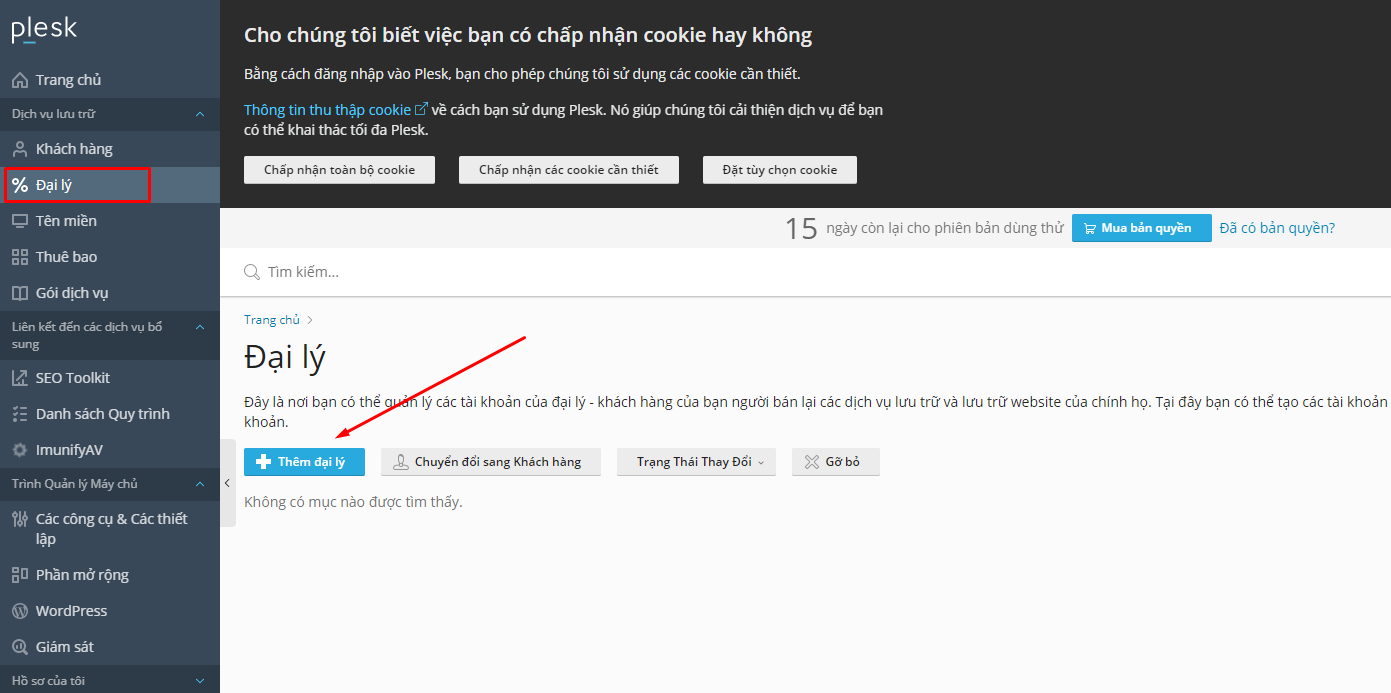 plesk
Trang chủ
Dịch vụ lưu trữ
Khách hàng
Đại lý
Tên miền
Thuê bao
Gói dịch vụ
Liên kết đến các dịch vụ bổ
sung
SEO Toolkit
Danh sách Quy trình
ImunifyAV
Trình Quản lý Máy chủ
Các công cụ & Các thiết
lập
Phần mở rộng
WordPress
Giám sát
Hồ sơ của tôi
Cho chúng tôi biết việc bạn có chấp nhận cookie hay không
Bằng cách đăng nhập vào Plesk, bạn cho phép chúng tôi sử dụng các cookie cần thiết.
Thông tin thu thập cookie về cách bạn sử dụng Plesk. Nó giúp chúng tôi cải thiện dịch vụ để bạn
có thể khai thác tối đa Plesk.
Chấp nhận toàn bộ cookie Chấp nhận các cookie cần thiết Đặt tùy chọn cookie
15 ngày còn lại cho phiên bản dùng thử Mua bản quyền Đã có bản quyền?
Tìm kiếm...
Trang chủ
Đại lý
Đây là nơi bạn có thể quản lý các tài khoản của đại lý - khách hàng của bạn người bán lại các dịch vụ lưu trữ và lưu trữ website của chính họ. Tại đây bạn có thể tạo các tài khoản
khoản.
Thêm đại lý Chuyển đổi sang Khách hàng Trạng Thái Thay Đổi Gỡ bỏ
Không có mục nào được tìm thấy.